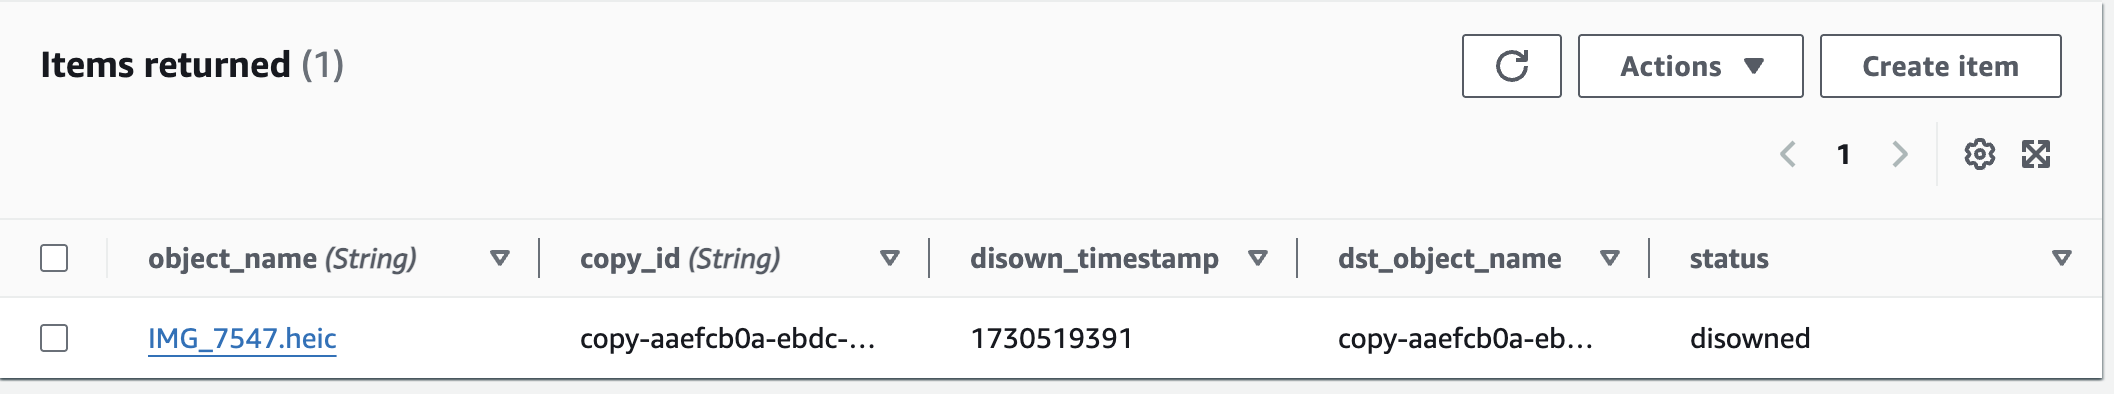 Items returned (1)
Actions
Create item
1
object_name (String) copy_id (String) disown_timestamp dst_object_name status
IMG_7547.heic copy-aaefcb0a-ebdc-... 1730519391 copy-aaefcb0a-eb... disowned